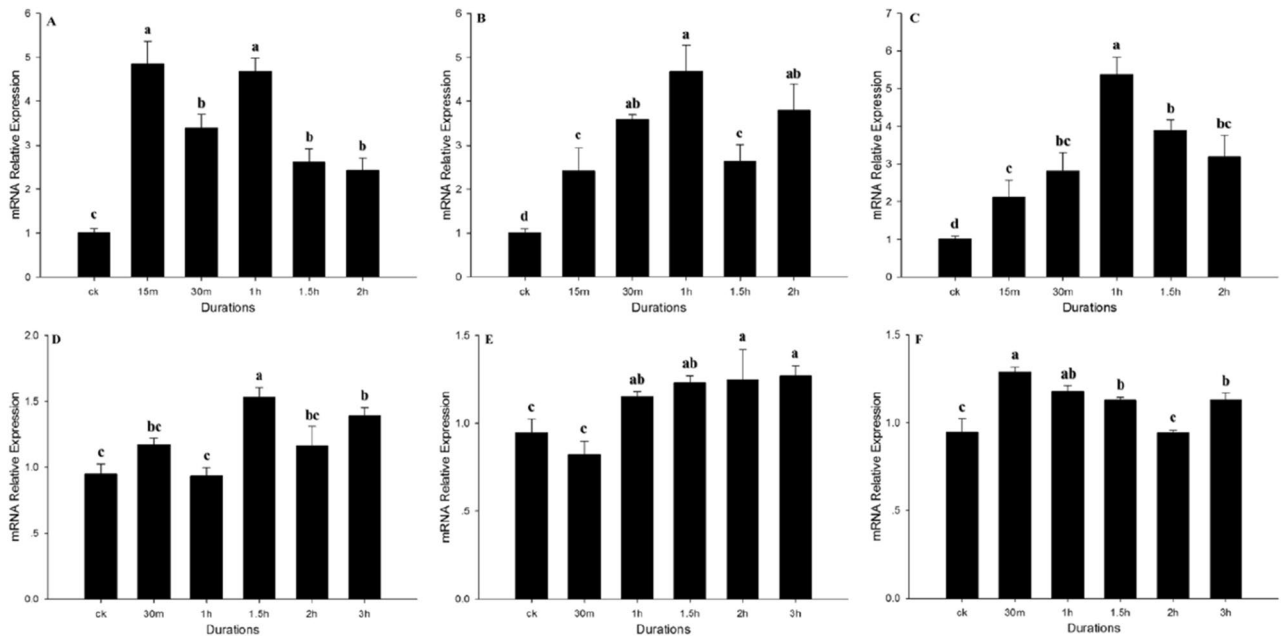 A
mRNA Relative Expression
6
5
4
3
2
1
0
c
a
b
a
b
b
ck 15m 30m 1h 1.5h 2h
Durations
B
mRNA Relative Expression
6
5
4
3
2
1
0
d
c
ab
a
c
ab
ck 15m 30m 1h 1.5h 2h
Durations
C
mRNA Relative Expression
7
6
5
4
3
2
1
0
d
c
bc
a
b
bc
ck 15m 30m 1h 1.5h 2h
Durations
D
mRNA Relative Expression
2.0
1.5
1.0
.5
0.0
c
bc
c
a
bc
b
ck 30m 1h 1.5h 2h 3h
Durations
E
mRNA Relative Expression
1.5
1.0
.5
0.0
c
c
ab
ab
a
a
ck 30m 1h 1.5h 2h 3h
Durations
F
mRNA Relative Expression
1.5
1.0
.5
0.0
c
a
ab
b
c
b
ck 30m 1h 1.5h 2h 3h
Durations